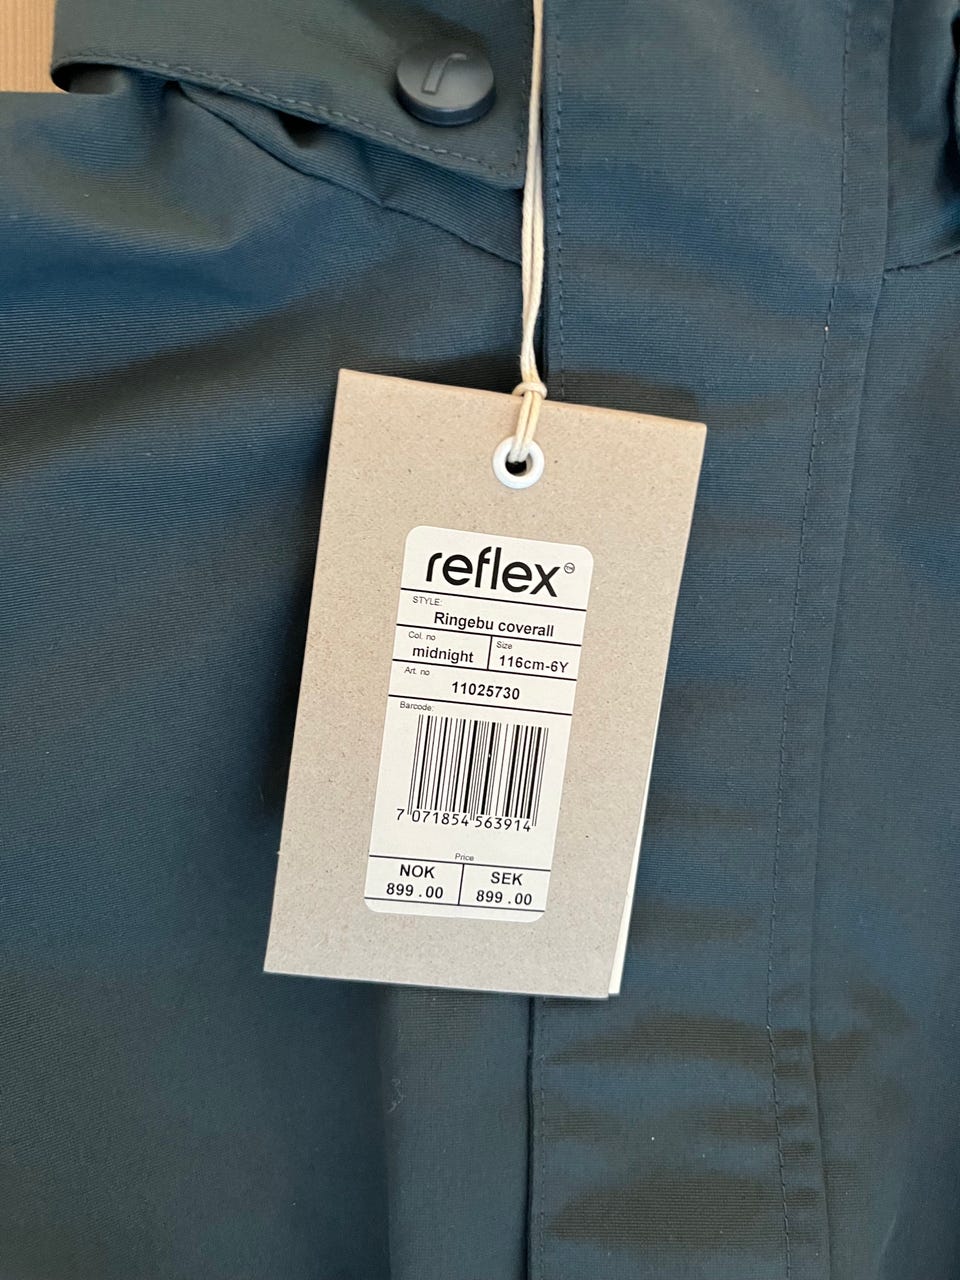 r
reflex™
STYLE:
Ringebu coverall
Col. no
midnight
Size
116cm-6Y
Art. no
11025730
Barcode:
7 071854 563914
Price
NOK
899.00
SEK
899.00